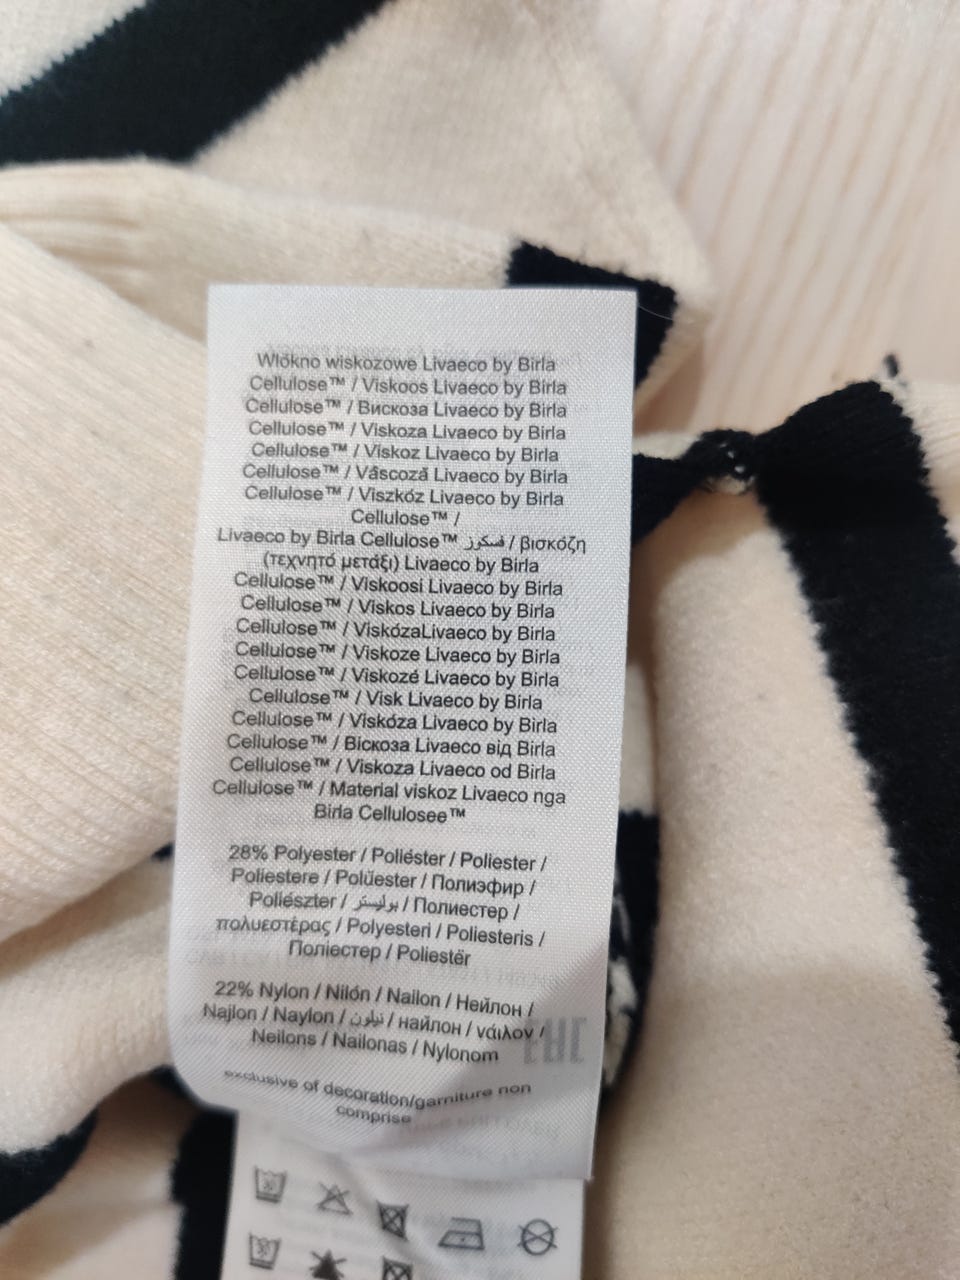 Włókno wiskozowe Livaeco by Birla
Cellulose™ / Viskoos Livaeco by Birla
Cellulose™ / Вискоза Livaeco by Birla
Cellulose™ / Viskoza Livaeco by Birla
Cellulose™ / Viskoz Livaeco by Birla
Cellulose™ / Vâscoză Livaeco by Birla
Cellulose™ / Viszkóz Livaeco by Birla
Cellulose™ /
Livaeco by Birla Cellulose™ فسكوز / βισκόζη
(τεχνητό μετάξι) Livaeco by Birla
Cellulose™ / Viskoosi Livaeco by Birla
Cellulose™ / Viskos Livaeco by Birla
Cellulose™ / ViskózaLivaeco by Birla
Cellulose™ / Viskoze Livaeco by Birla
Cellulose™ / Viskozé Livaeco by Birla
Cellulose™ / Visk Livaeco by Birla
Cellulose™ / Viskóza Livaeco by Birla
Cellulose™ / Віскоза Livaeco від Birla
Cellulose™ / Viskoza Livaeco od Birla
Cellulose™ / Material viskoz Livaeco nga
Birla Cellulosee™
28% Polyester / Poliéster / Poliester /
Poliestere / Polüester / Полиэфир /
Poliészter / بوليستر / Полиестер /
πολυεστέρας / Polyesteri / Poliesteris /
Поліестер / Poliestër
22% Nylon / Nilón / Nailon / Нейлон /
Najlon / Naylon / نيلون / найлон / νάιλον /
Neilons / Nailonas / Nylonom
exclusive of decoration/garniture non
comprise
30
30